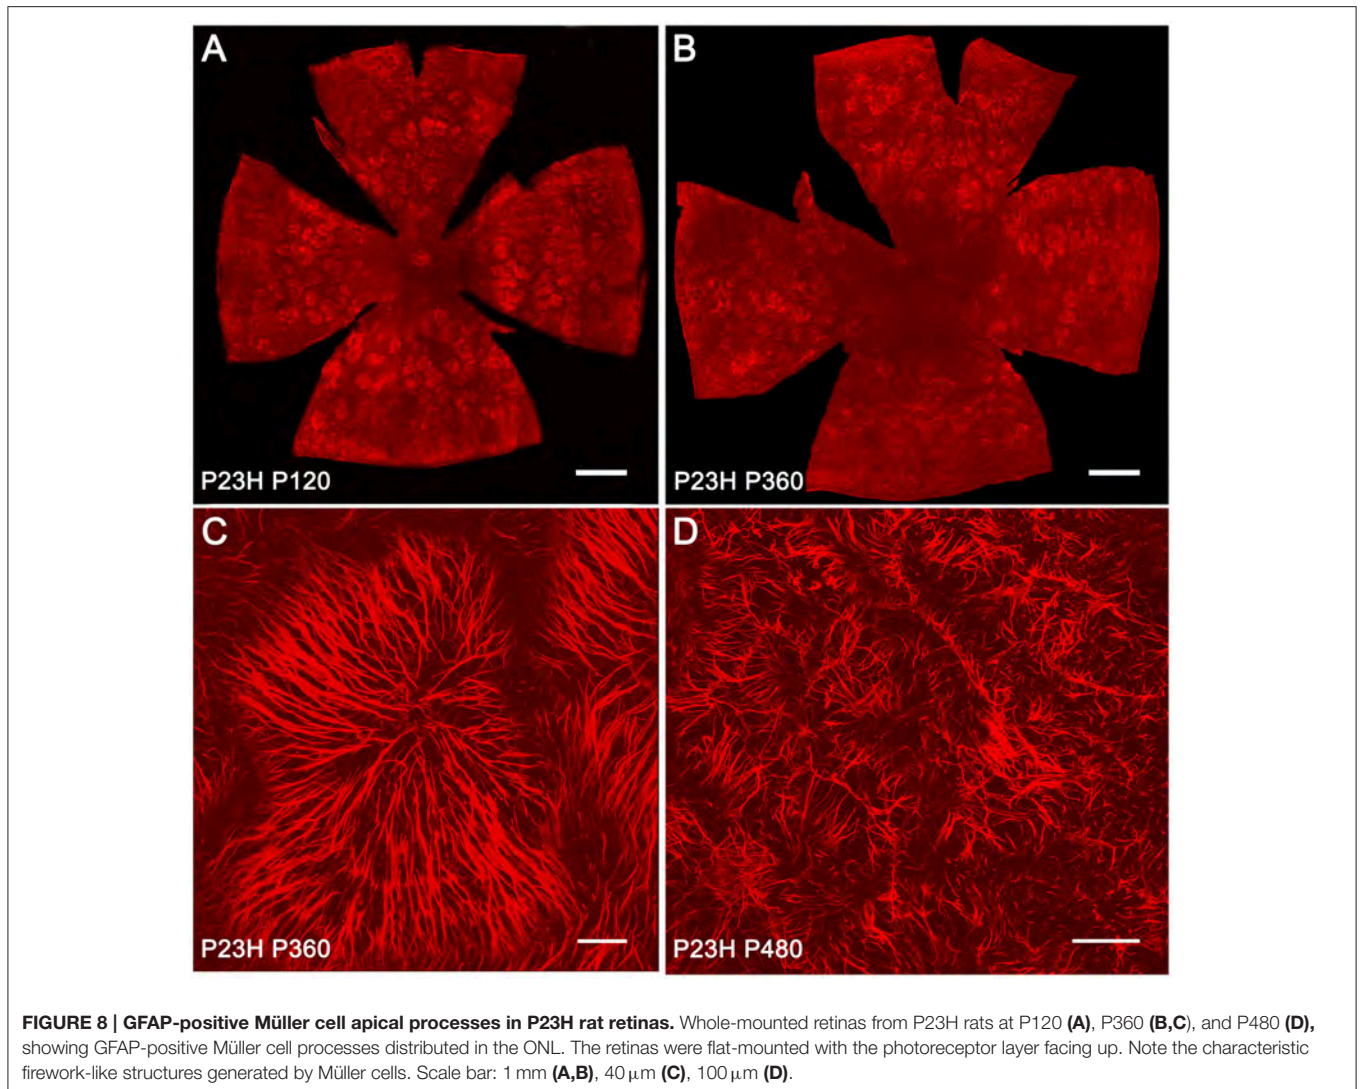 A
B
P23H P120
P23H P360
C
D
P23H P360
P23H P480
FIGURE 8 | GFAP-positive Müller cell apical processes in P23H rat retinas. Whole-mounted retinas from P23H rats at P120 (A), P360 (B,C), and P480 (D),
showing GFAP-positive Müller cell processes distributed in the ONL. The retinas were flat-mounted with the photoreceptor layer facing up. Note the characteristic
firework-like structures generated by Müller cells. Scale bar: 1 mm (A,B), 40 μm (C), 100 μm (D).